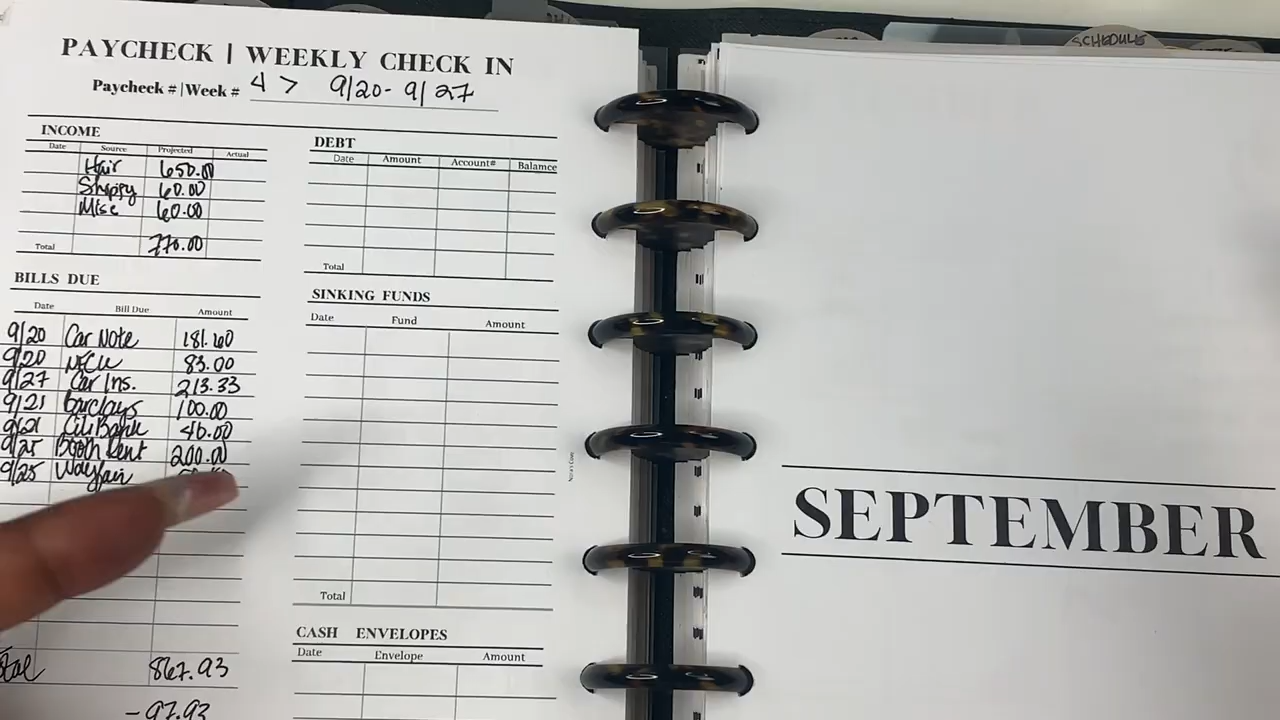 PAYCHECK | WEEKLY CHECK IN
Paycheck # |Week # 4 > 9/20- 9/27
INCOME
Date Source Projected Actual
Hair 650.00
60.00
Misc 60.00
Total 770.00
BILLS DUE
Date Bill Due Amount
9/20 Car Note 181.60
9/20 NFCU 83.00
9/27 Car Ins. 213.33
9/21 Barclays 100.00
9/21 CitiBank 40.00
9/25 Booth Rent 200.00
9/25 Wayfair
867.93
-97.93
DEBT
Date Amount Account# Balance
Total
SINKING FUNDS
Date Fund Amount
Total
CASH ENVELOPES
Date Envelope Amount
SCHEDULE
SEPTEMBER